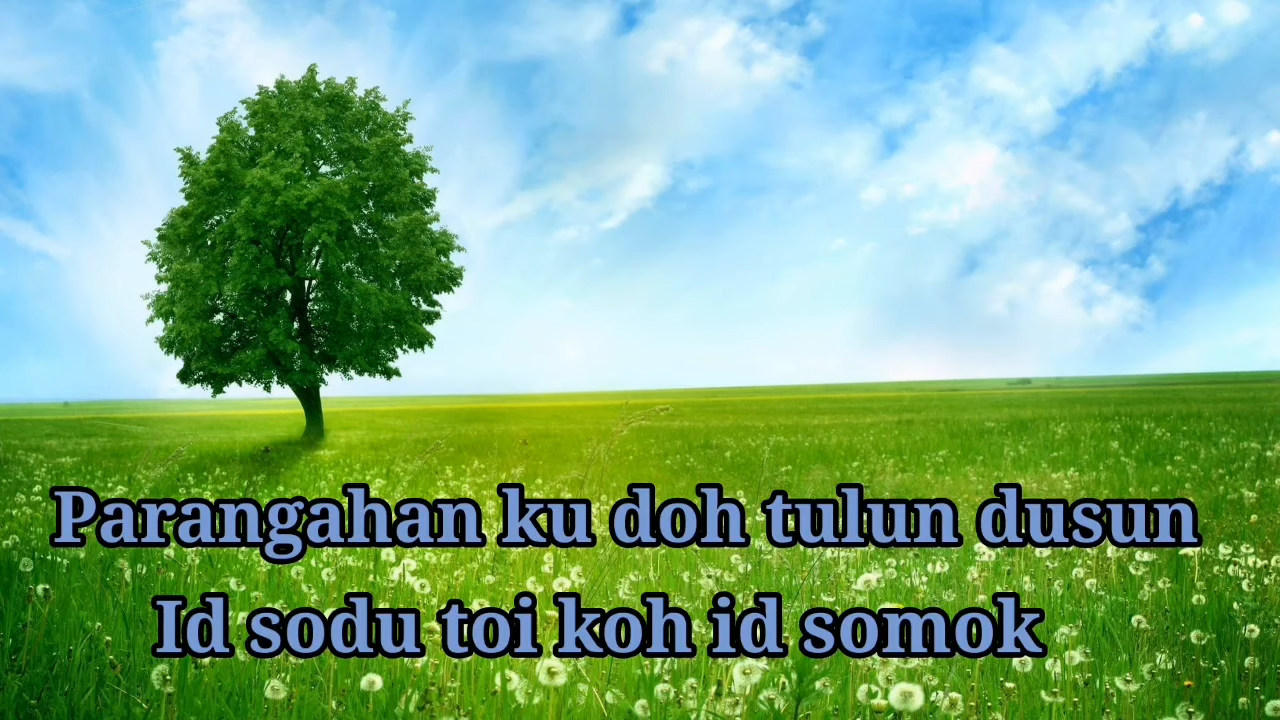 Parangahan ku doh tulun dusun
Id sodu toi koh id somok